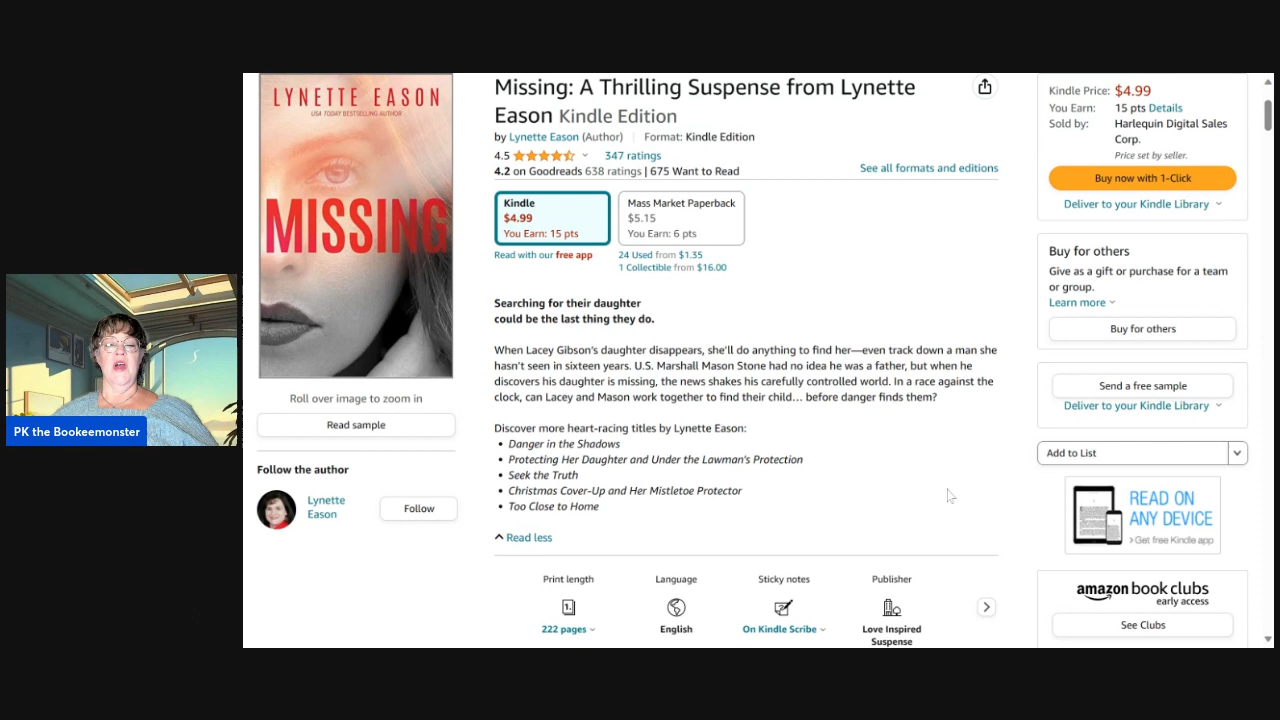 LYNETTE EASON
USA TODAY BESTSELLING AUTHOR
MISSING
Roll over image to zoom in
Read sample
Follow the author
Lynette
Eason
Follow
PK the Bookeemonster
Missing: A Thrilling Suspense from Lynette
Eason Kindle Edition
by Lynette Eason (Author) Format: Kindle Edition
4.5 347 ratings
4.2 on Goodreads 638 ratings | 675 Want to Read
See all formats and editions
Kindle
$4.99
You Earn: 15 pts
Mass Market Paperback
$5.15
You Earn: 6 pts
Read with our free app
24 Used from $1.35
1 Collectible from $16.00
Searching for their daughter
could be the last thing they do.
When Lacey Gibson's daughter disappears, she'll do anything to find her—even track down a man she
hasn't seen in sixteen years. U.S. Marshall Mason Stone had no idea he was a father, but when he
discovers his daughter is missing, the news shakes his carefully controlled world. In a race against the
clock, can Lacey and Mason work together to find their child… before danger finds them?
Discover more heart-racing titles by Lynette Eason:
• Danger in the Shadows
• Protecting Her Daughter and Under the Lawman's Protection
• Seek the Truth
• Christmas Cover-Up and Her Mistletoe Protector
• Too Close to Home
Read less
Print length
1.
222 pages
Language
English
Sticky notes
On Kindle Scribe
Publisher
Love Inspired
Suspense
Kindle Price: $4.99
You Earn: 15 pts Details
Sold by: Harlequin Digital Sales
Corp.
Price set by seller.
Buy now with 1-Click
Deliver to your Kindle Library
Buy for others
Give as a gift or purchase for a team
or group.
Learn more
Buy for others
Send a free sample
Deliver to your Kindle Library
Add to List
READ ON
ANY DEVICE
› Get free Kindle app
amazon book clubs
early access
See Clubs